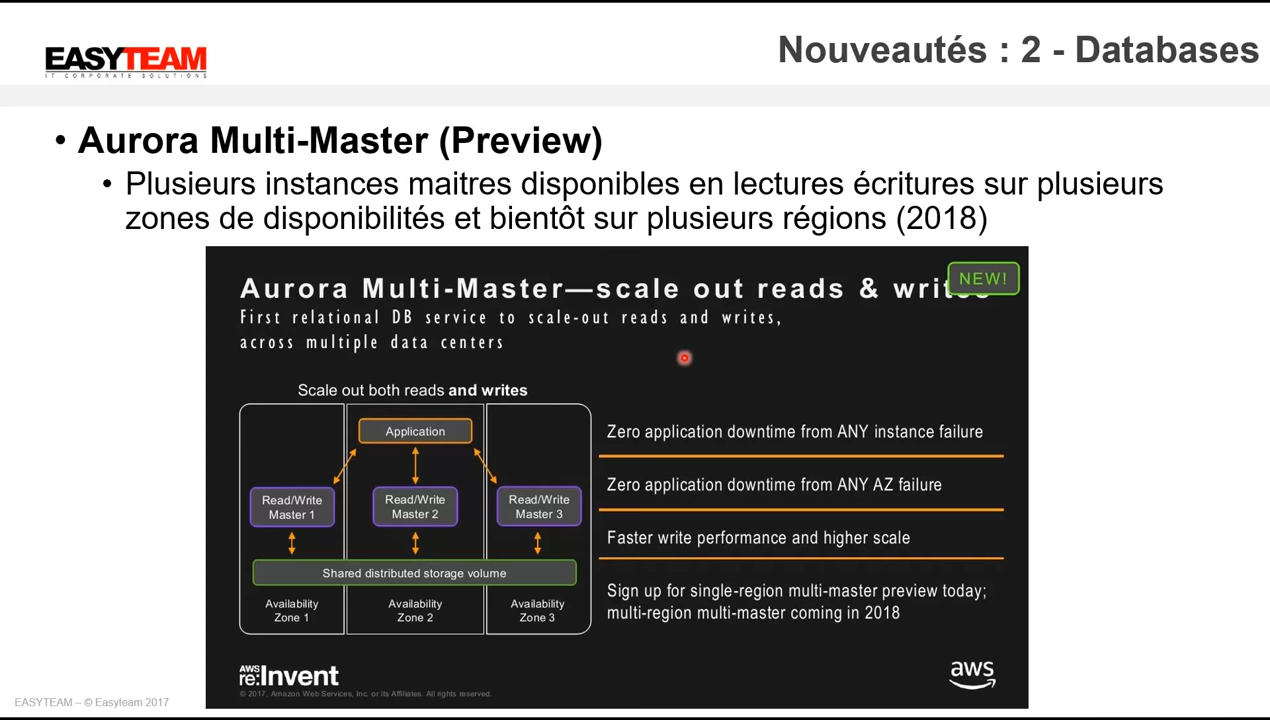 EASYTEAM
IT CORPORATE SOLUTIONS
Nouveautés : 2 - Databases
• Aurora Multi-Master (Preview)
• Plusieurs instances maitres disponibles en lectures écritures sur plusieurs
zones de disponibilités et bientôt sur plusieurs régions (2018)
Aurora Multi-Master—scale out reads & writes
NEW!
First relational DB service to scale-out reads and writes,
across multiple data centers
Scale out both reads and writes
Application
Read/Write
Master 1
Read/Write
Master 2
Read/Write
Master 3
Shared distributed storage volume
Availability
Zone 1
Availability
Zone 2
Availability
Zone 3
Zero application downtime from ANY instance failure
Zero application downtime from ANY AZ failure
Faster write performance and higher scale
Sign up for single-region multi-master preview today;
multi-region multi-master coming in 2018
AWS
re:Invent
© 2017, Amazon Web Services, Inc. or its Affiliates. All rights reserved.
aws
EASYTEAM – © Easyteam 2017